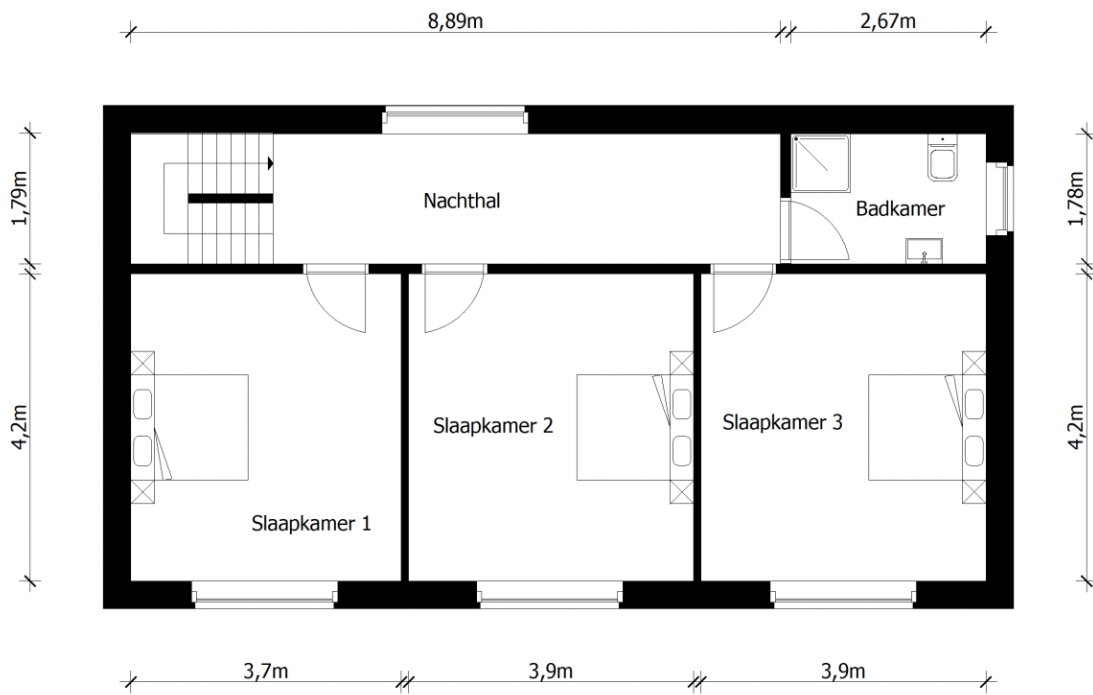 8,89m
2,67m
1,79m
Nachthal
Badkamer
1,78m
4,2m
Slaapkamer 1
Slaapkamer 2
Slaapkamer 3
4,2m
3,7m
3,9m
3,9m